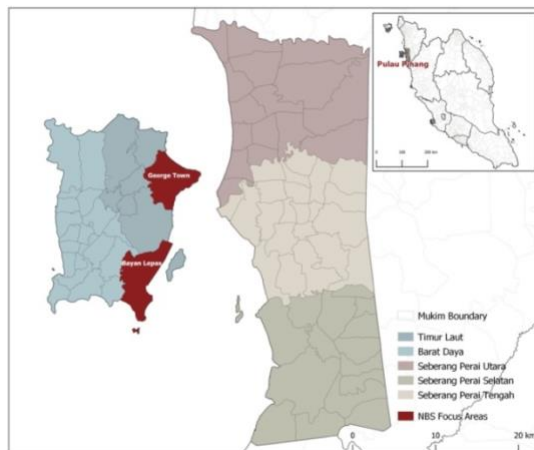 Pulau Pinang
George Town
Bayan Lepas
Mukim Boundary
Timur Laut
Barat Daya
Seberang Perai Utara
Seberang Perai Selatan
Seberang Perai Tengah
NBS Focus Areas
0 10 20 km